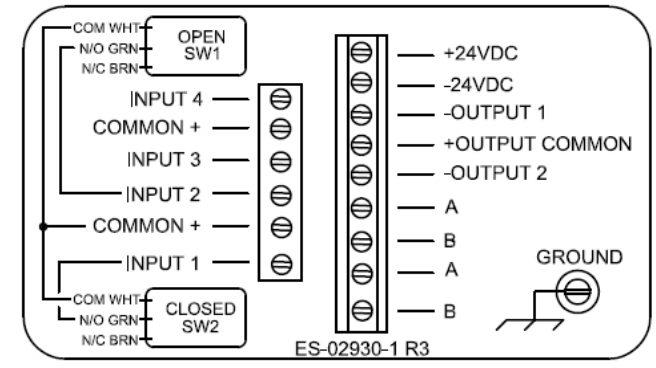 COM WHT
N/O GRN
N/C BRN
OPEN
SW1
INPUT 4
COMMON +
INPUT 3
INPUT 2
COMMON +
INPUT 1
COM WHT
N/O GRN
N/C BRN
CLOSED
SW2
+24VDC
-24VDC
-OUTPUT 1
+OUTPUT COMMON
-OUTPUT 2
A
B
A
B
GROUND
ES-02930-1 R3